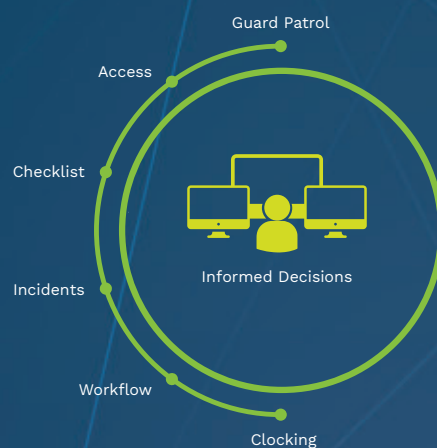 Guard Patrol
Access
Checklist
Informed Decisions
Incidents
Workflow
Clocking